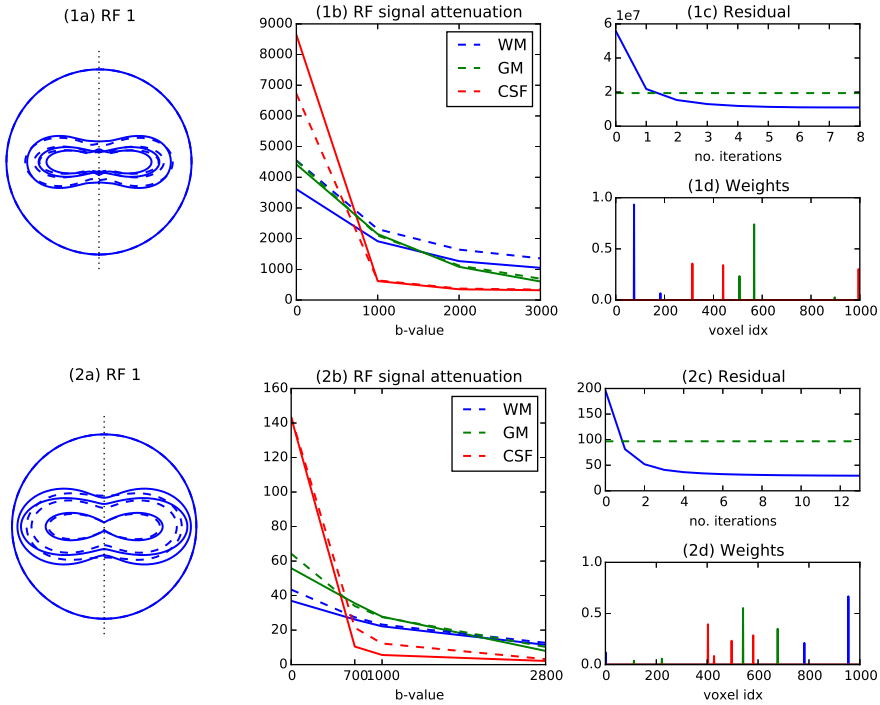 (1a) RF 1
(1b) RF signal attenuation
9000
8000
7000
6000
5000
4000
3000
2000
1000
0
WM
GM
CSF
0 1000 2000 3000
b-value
(1c) Residual
1e7
6
4
2
0
0 1 2 3 4 5 6 7 8
no. iterations
(1d) Weights
1.0
0.5
0.0
0 200 400 600 800 1000
voxel idx
(2a) RF 1
(2b) RF signal attenuation
160
140
120
100
80
60
40
20
0
WM
GM
CSF
0 700 1000 2800
b-value
(2c) Residual
200
150
100
50
0
0 2 4 6 8 10 12
no. iterations
(2d) Weights
1.0
0.5
0.0
0 200 400 600 800 1000
voxel idx